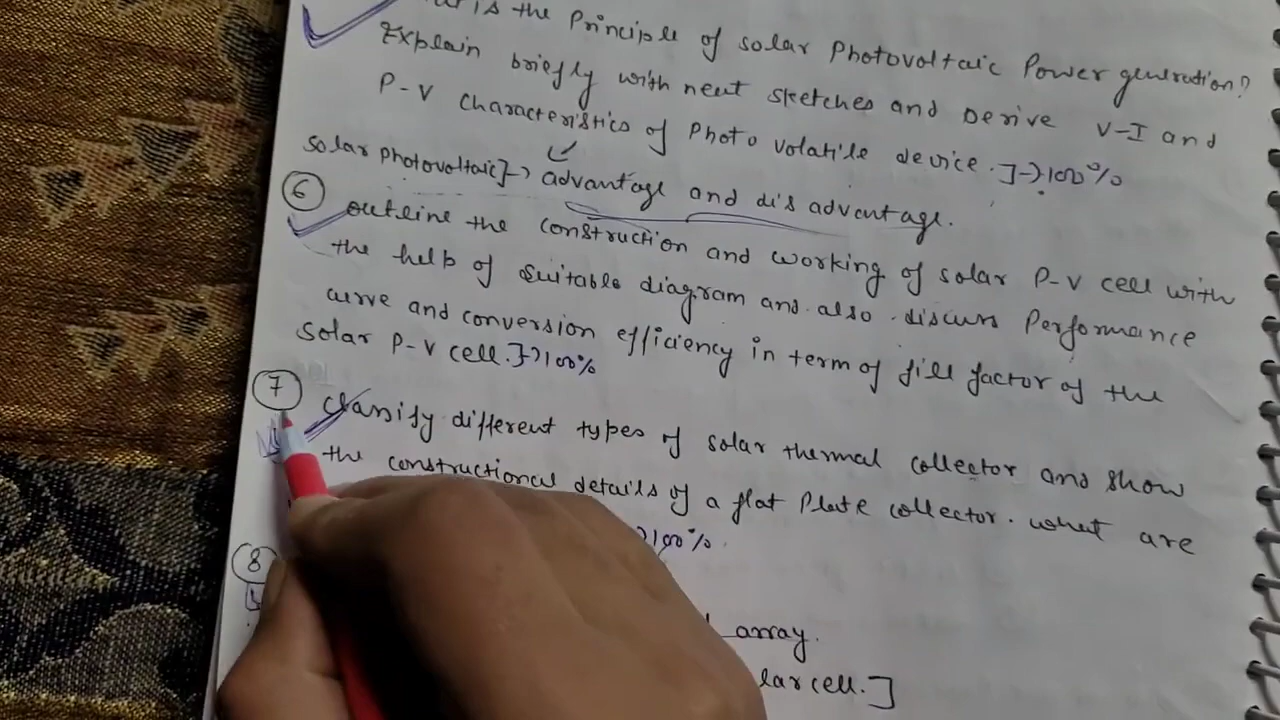 is the Principle of solar Photovoltaic Power generation?
Explain briefly with neat sketches and Derive V-I and
P-V characteristics of Photo volatile device.]→100%
solar photovoltaic]→ advantage and dis advantage.
6 outline the construction and working of solar P-V cell with
the help of suitable diagram and also discuss Performance
curve and conversion efficiency in term of fill factor of the
solar P-V cell.]→100%
7 classify different types of solar thermal collector and show
the constructional details of a flat Plate collector. what are
100%.
8
array.
cell.]